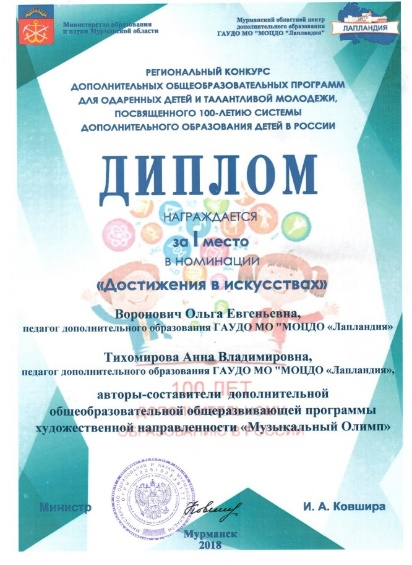 Министерство образования
и науки Мурманской области
Мурманский областной центр
дополнительного образования
ГАУДО МО "МОЦДО "Лапландия"
ЛАПЛАНДИЯ
РЕГИОНАЛЬНЫЙ КОНКУРС
ДОПОЛНИТЕЛЬНЫХ ОБЩЕОБРАЗОВАТЕЛЬНЫХ ПРОГРАММ
ДЛЯ ОДАРЕННЫХ ДЕТЕЙ И ТАЛАНТЛИВОЙ МОЛОДЕЖИ,
ПОСВЯЩЕННОГО 100-ЛЕТИЮ СИСТЕМЫ
ДОПОЛНИТЕЛЬНОГО ОБРАЗОВАНИЯ ДЕТЕЙ В РОССИИ
ДИПЛОМ
НАГРАЖДАЕТСЯ
за I место
В НОМИНАЦИИ
«Достижения в искусствах»
Воронович Ольга Евгеньевна,
педагог дополнительного образования ГАУДО МО "МОЦДО «Лапландия»
Тихомирова Анна Владимировна,
педагог дополнительного образования ГАУДО МО "МОЦДО «Лапландия»,
100 ЛЕТ
авторы-составители дополнительной
общеобразовательной общеразвивающей программы
художественной направленности «Музыкальный Олимп»
ОБРАЗОВАНИЮ В РОССИИ
Министр
И. А. Ковшира
Мурманск
2018